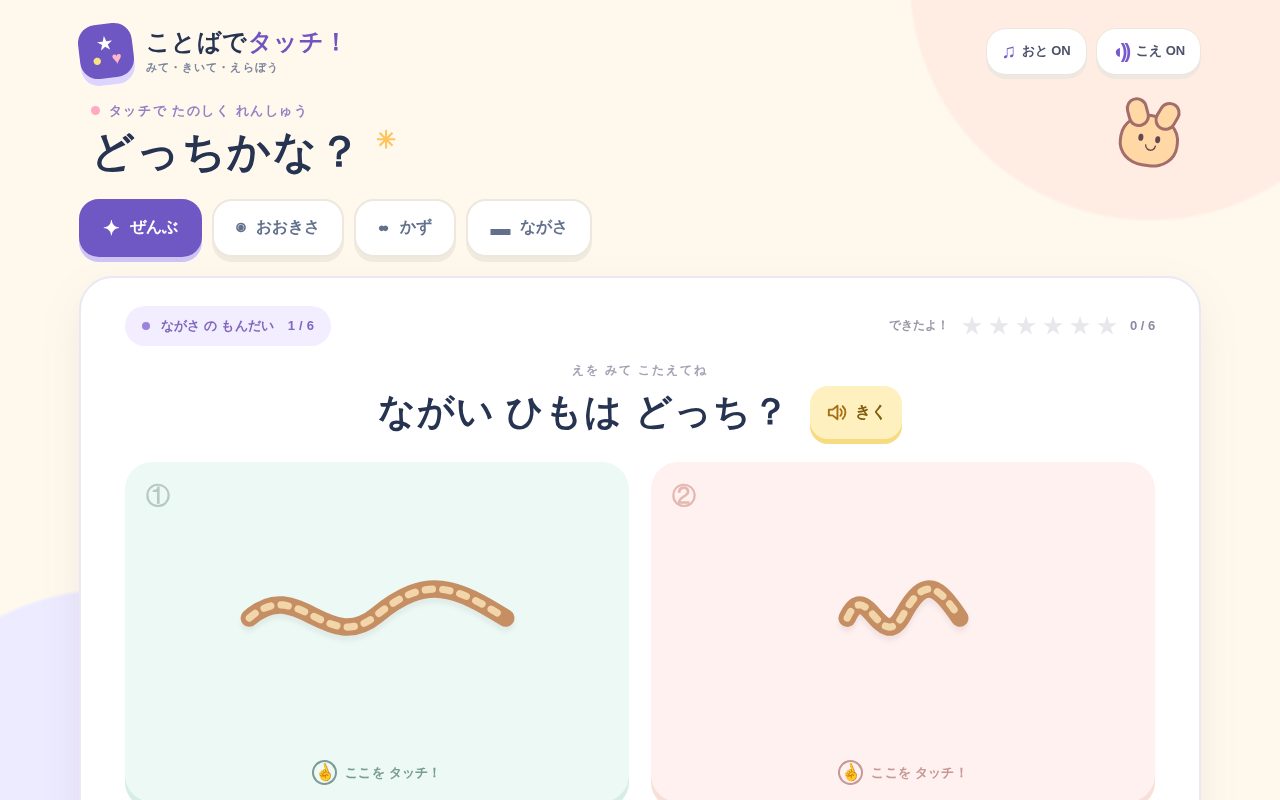 ことばでタッチ！
みて・きいて・えらぼう
おと ON
こえ ON
タッチで たのしく れんしゅう
どっちかな？
ぜんぶ
おおきさ
かず
ながさ
ながさ の もんだい 1 / 6
できたよ！ 0 / 6
えを みて こたえてね
ながい ひもは どっち？
きく
①
②
ここを タッチ！
ここを タッチ！